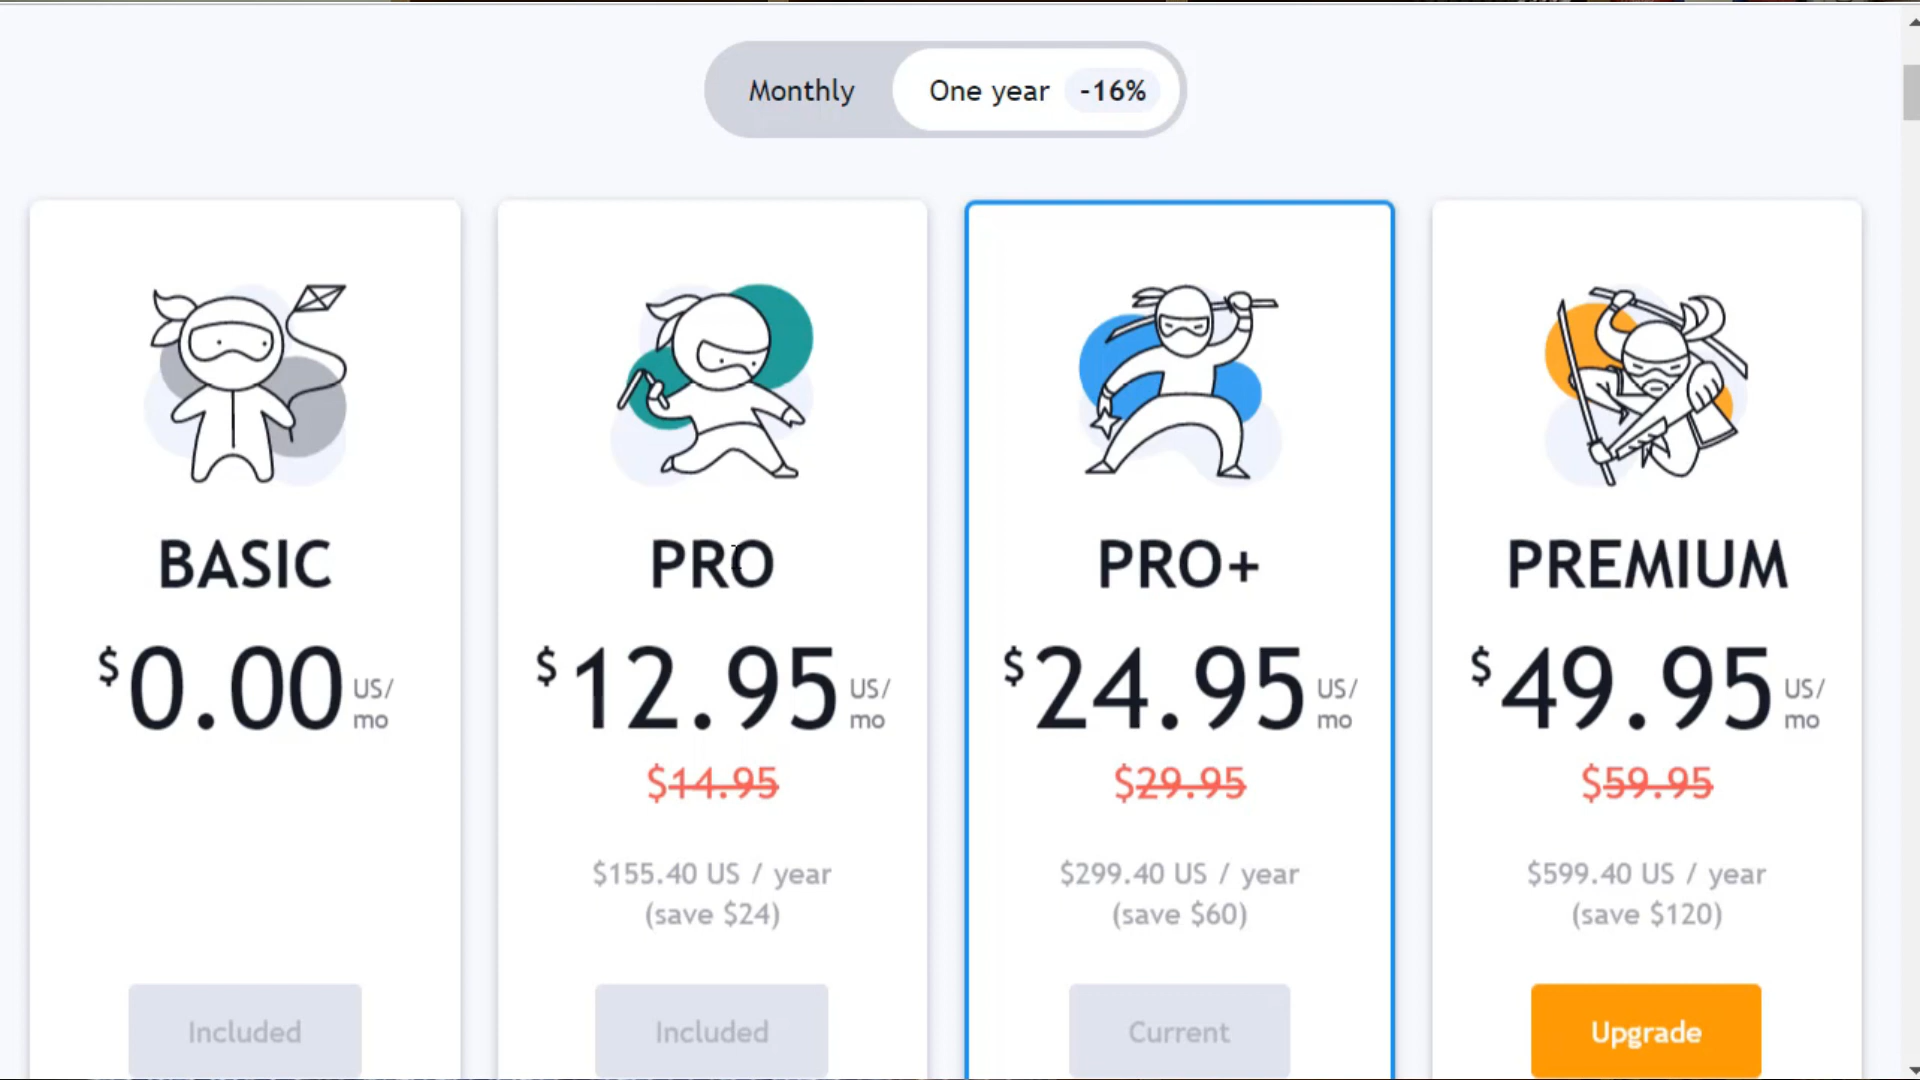 Monthly
One year -16%
BASIC
$0.00 US/
mo
Included
PRO
$12.95 US/
mo
$14.95
$155.40 US / year
(save $24)
Included
PRO+
$24.95 US/
mo
$29.95
$299.40 US / year
(save $60)
Current
PREMIUM
$49.95 US/
mo
$59.95
$599.40 US / year
(save $120)
Upgrade